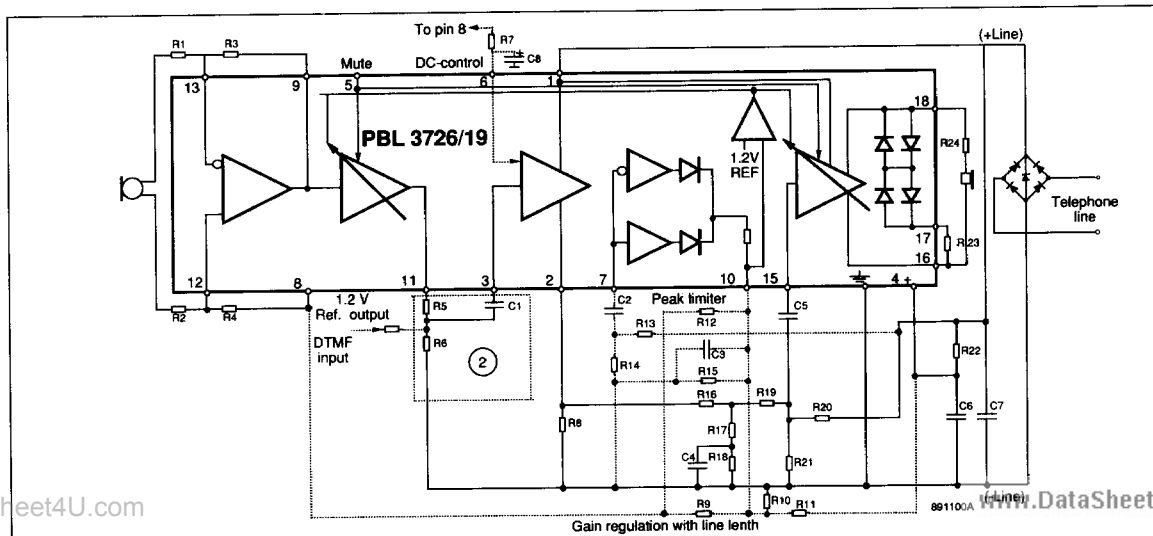 To pin 8
R7
(+Line)
R1
R3
C8
Mute
DC-control
13
9
5
6
1
18
PBL 3726/19
R24
1.2V
REF
Telephone
line
17
R23
16
12
8
11
3
2
7
10
15
4 +
1.2 V
Ref. output
R5
C1
C2
Peak limiter
C5
R2
R4
R12
DTMF
input
R6
R13
2
C3
R22
R14
R15
R16
R19
R20
C6
C7
R6
R17
C4
R18
R21
R10
(-Line)
heet4U.com
R9
R11
891100A
www.DataSheet
Gain regulation with line lenth